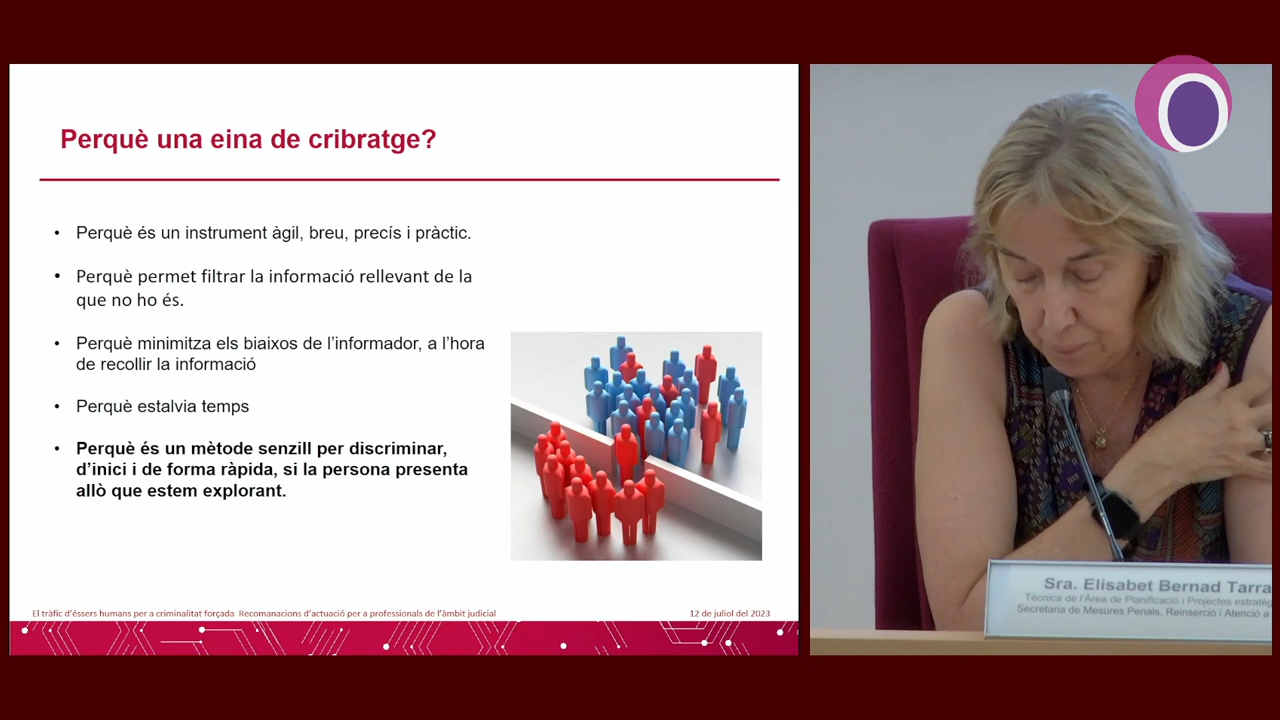 Perquè una eina de cribratge?
• Perquè és un instrument àgil, breu, precís i pràctic.
• Perquè permet filtrar la informació rellevant de la
que no ho és.
• Perquè minimitza els biaixos de l’informador, a l’hora
de recollir la informació
• Perquè estalvia temps
• Perquè és un mètode senzill per discriminar,
d’inici i de forma ràpida, si la persona presenta
allò que estem explorant.
El tràfic d’éssers humans per a criminalitat forçada Recomanacions d’actuació per a professionals de l’àmbit judicial
12 de juliol del 2023
Sra. Elisabet Bernad Tarra
Tècnica de l’Àrea de Planificació i Projectes estratèg
Secretaria de Mesures Penals, Reinserció i Atenció a